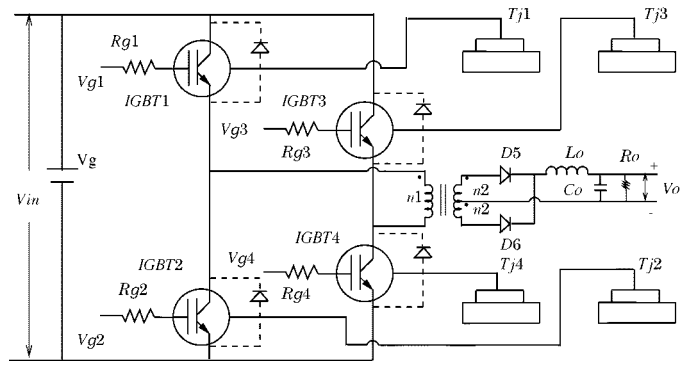 Tj1
Tj3
Rg1
Vg1
IGBT1
IGBT3
Vg3
Rg3
Vg
Vin
D5
Lo
Ro
+
n1
n2
n2
Co
Vo
-
D6
IGBT4
Vg4
Rg4
Tj4
Tj2
IGBT2
Rg2
Vg2